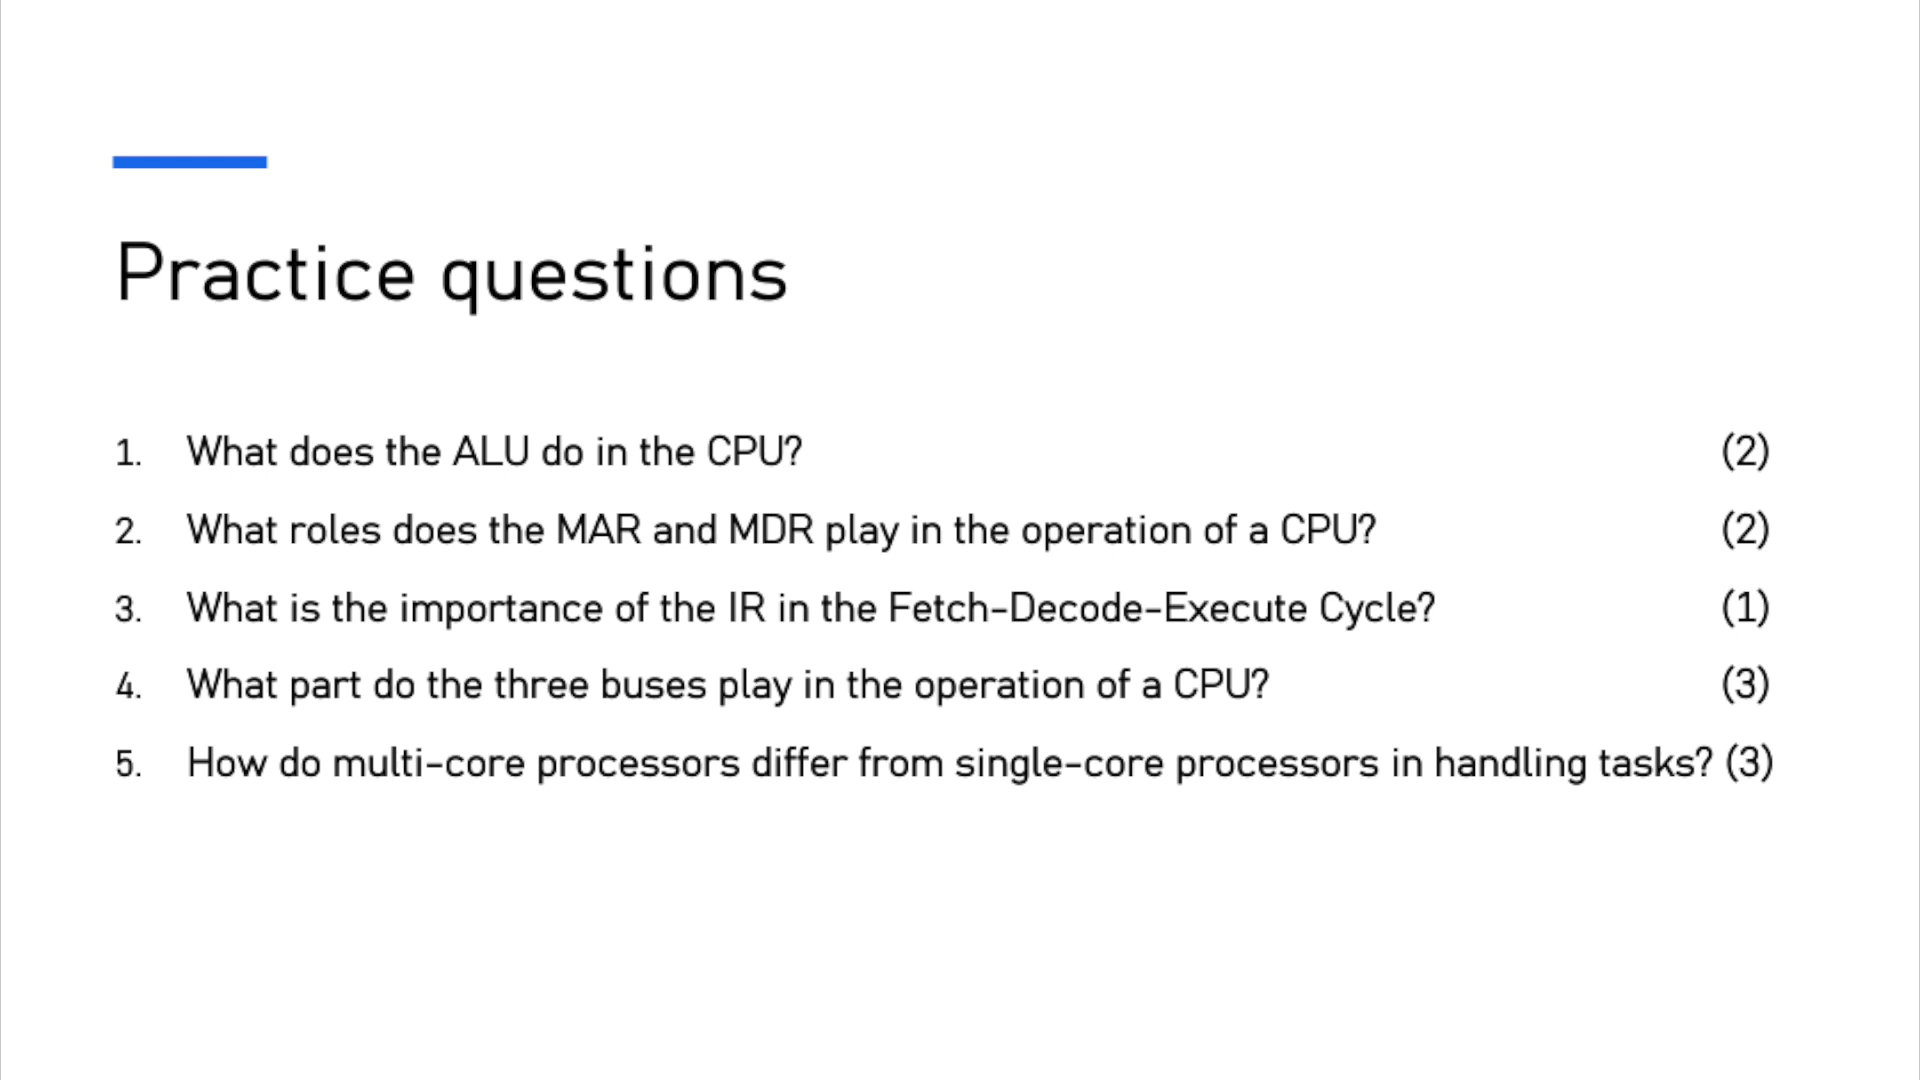 Practice questions
1. What does the ALU do in the CPU? (2)
2. What roles does the MAR and MDR play in the operation of a CPU? (2)
3. What is the importance of the IR in the Fetch-Decode-Execute Cycle? (1)
4. What part do the three buses play in the operation of a CPU? (3)
5. How do multi-core processors differ from single-core processors in handling tasks? (3)